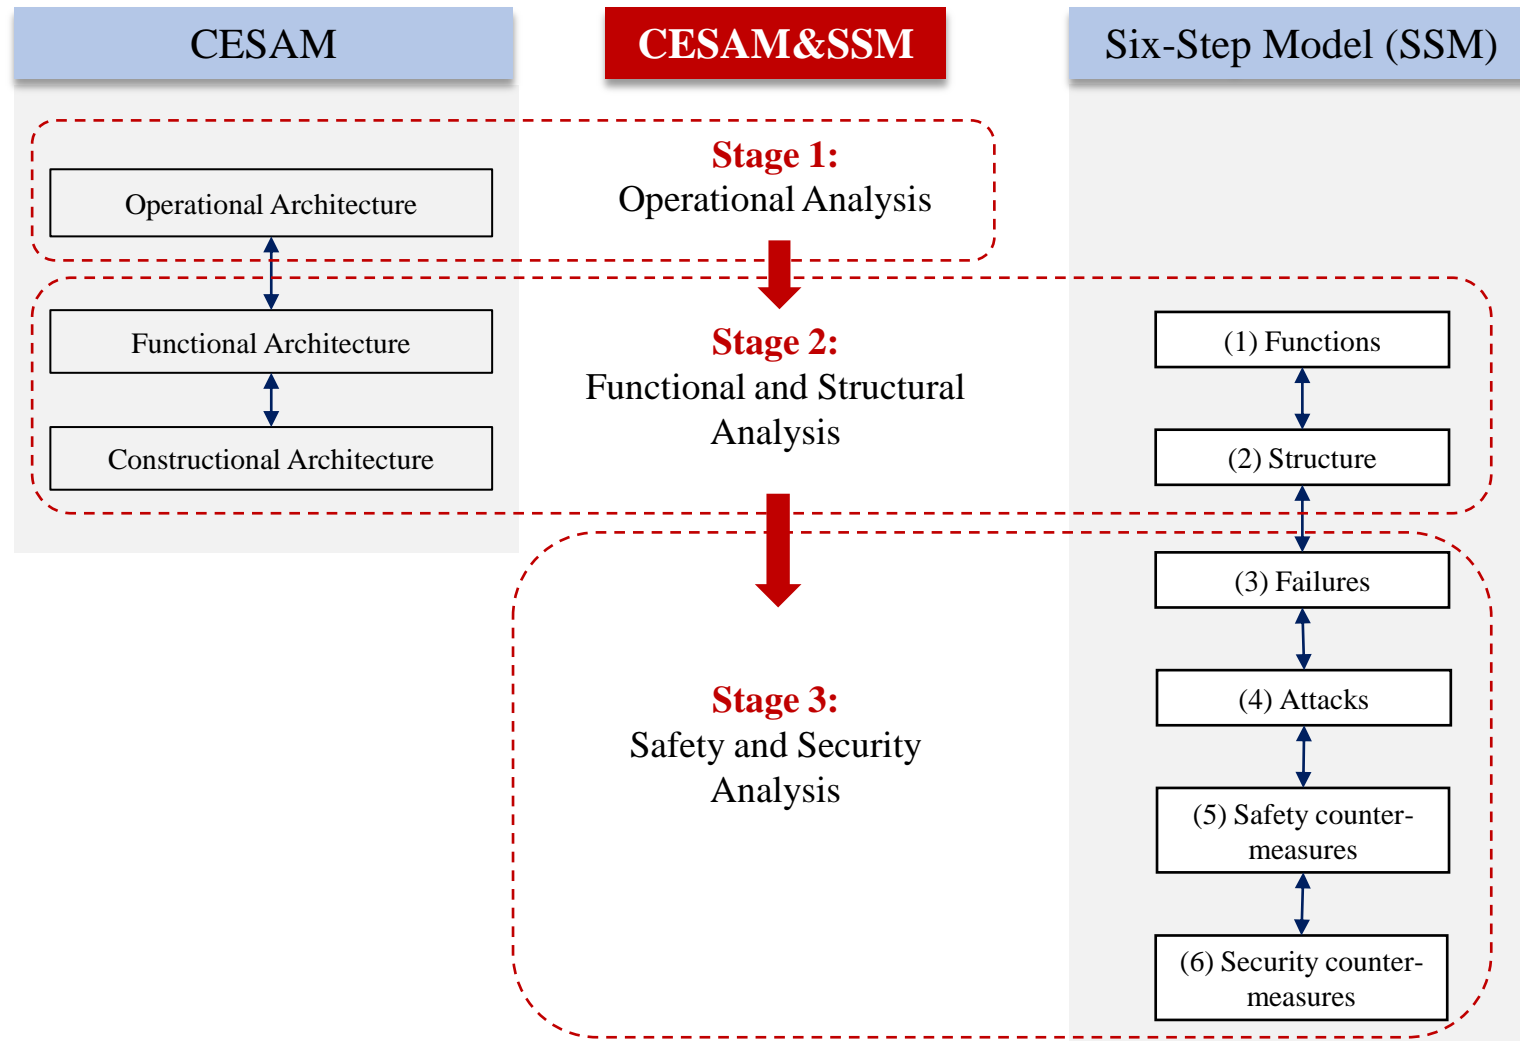 CESAM
CESAM&SSM
Six-Step Model (SSM)
Operational Architecture
Functional Architecture
Constructional Architecture
Stage 1:
Operational Analysis
Stage 2:
Functional and Structural
Analysis
Stage 3:
Safety and Security
Analysis
(1) Functions
(2) Structure
(3) Failures
(4) Attacks
(5) Safety counter-
measures
(6) Security counter-
measures